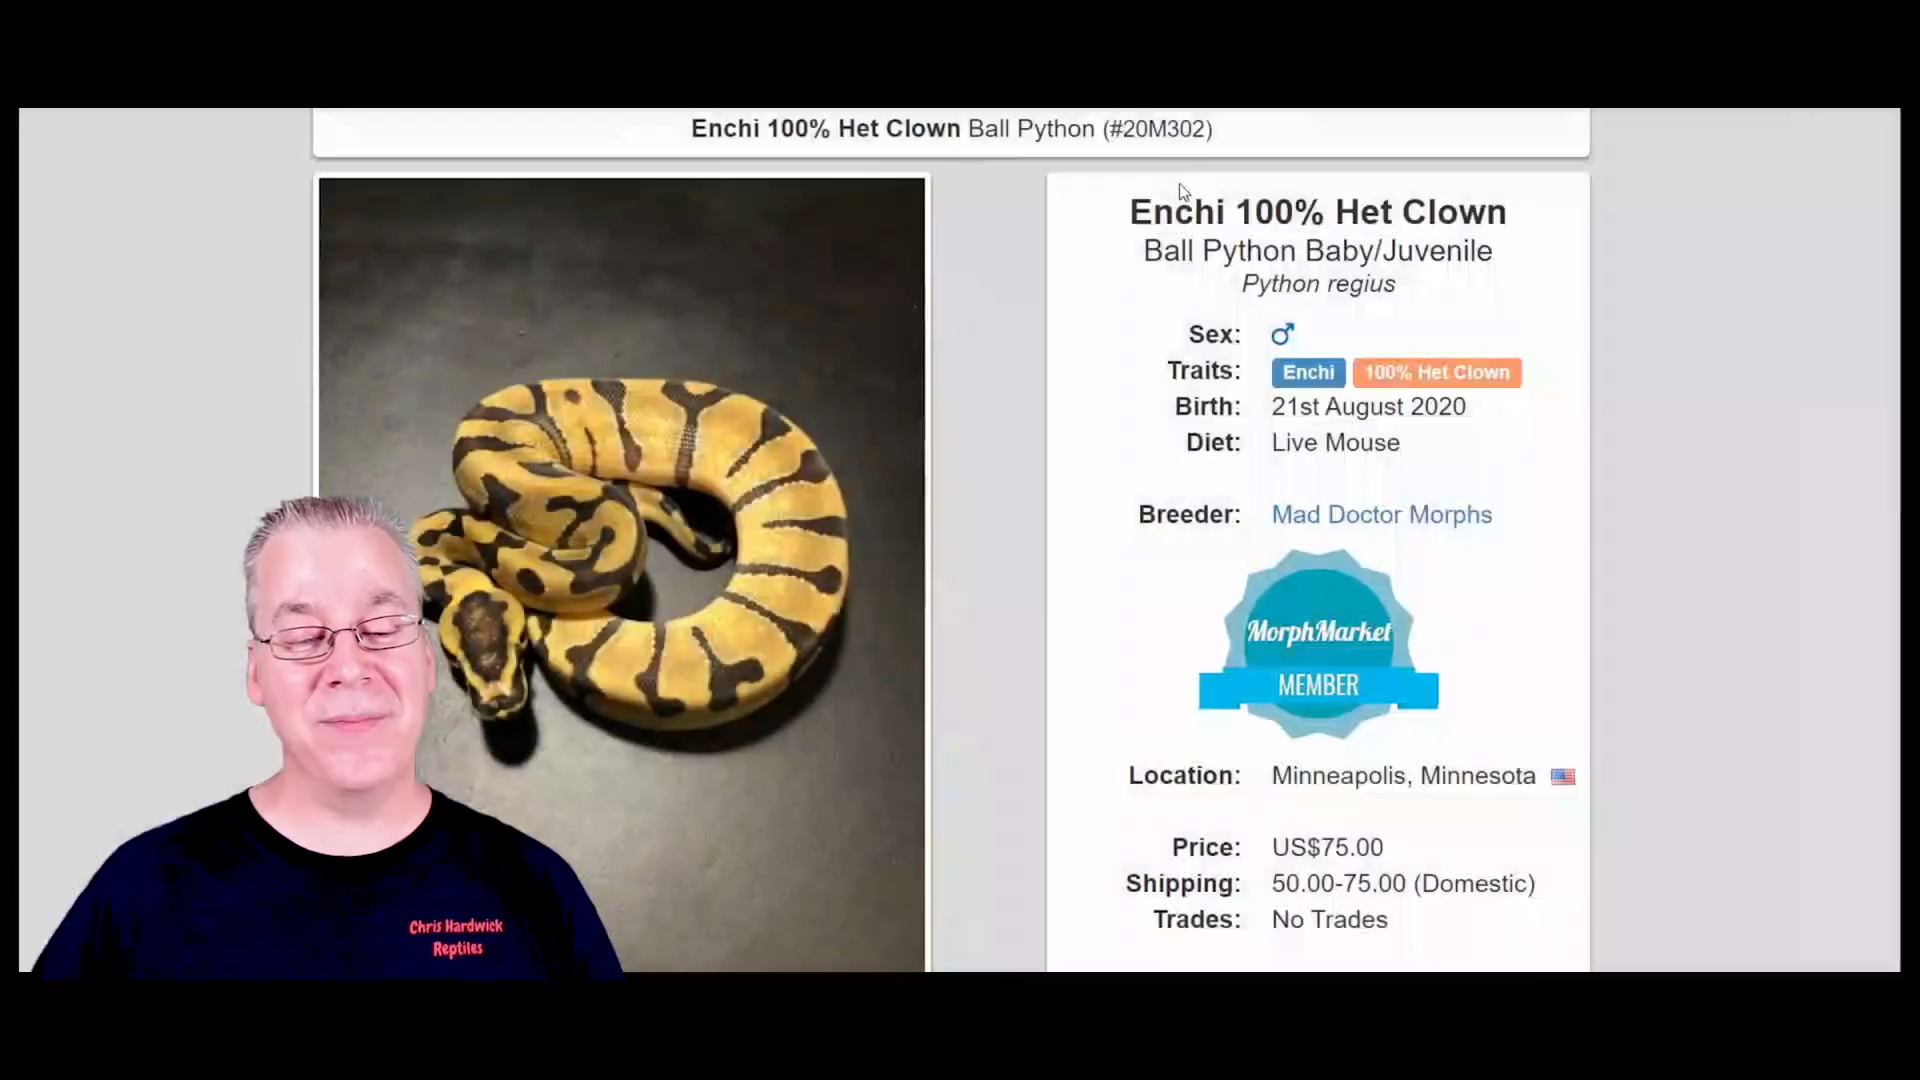 Enchi 100% Het Clown Ball Python (#20M302)
Enchi 100% Het Clown
Ball Python Baby/Juvenile
Python regius
Sex: ♂
Traits: Enchi 100% Het Clown
Birth: 21st August 2020
Diet: Live Mouse
Breeder: Mad Doctor Morphs
MorphMarket
MEMBER
Location: Minneapolis, Minnesota
Price: US$75.00
Shipping: 50.00-75.00 (Domestic)
Trades: No Trades
Chris Hardwick
Reptiles